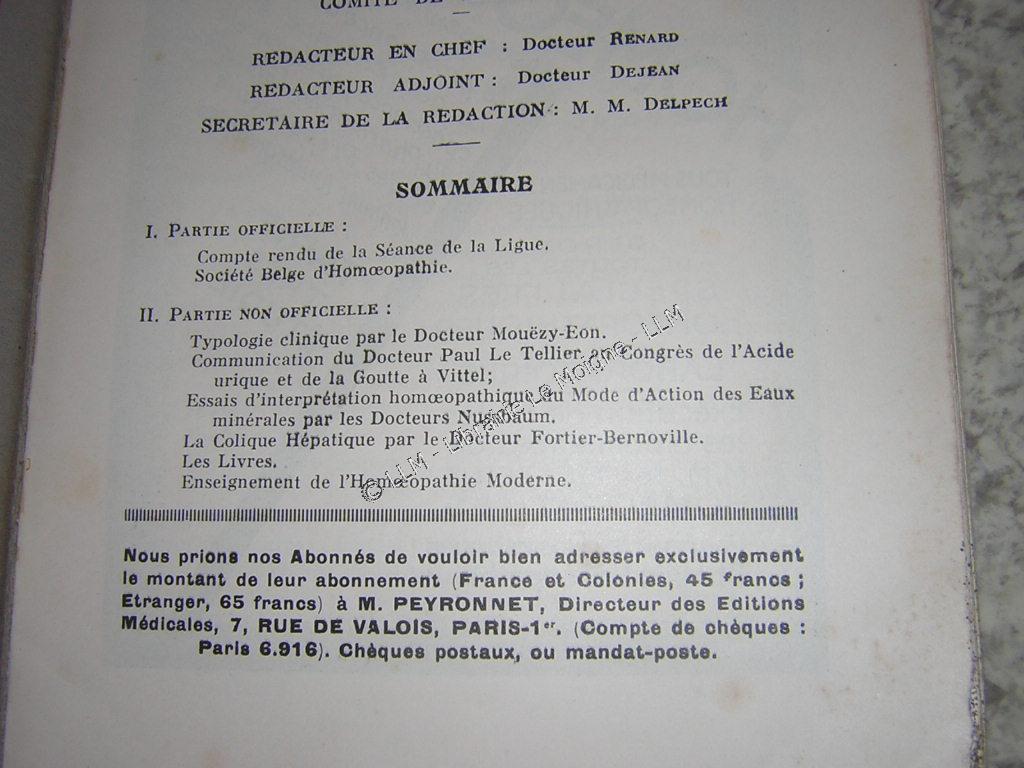 COMITÉ DE
REDACTEUR EN CHEF : Docteur RENARD
REDACTEUR ADJOINT : Docteur DEJEAN
SECRETAIRE DE LA REDACTION : M. M. DELPECH
SOMMAIRE
I. PARTIE OFFICIELLE :
Compte rendu de la Séance de la Ligue.
Société Belge d'Homœopathie.
II. PARTIE NON OFFICIELLE :
Typologie clinique par le Docteur Mouëzy-Eon.
Communication du Docteur Paul Le Tellier au Congrès de l'Acide
urique et de la Goutte à Vittel;
Essais d'interprétation homœopathique du Mode d'Action des Eaux
minérales par les Docteurs Nussbaum.
La Colique Hépatique par le Docteur Fortier-Bernoville.
Les Livres.
Enseignement de l'Homœopathie Moderne.
© LLM - Librairie Le Moigne - LLM
Nous prions nos Abonnés de vouloir bien adresser exclusivement
le montant de leur abonnement (France et Colonies, 45 francs ;
Etranger, 65 francs) à M. PEYRONNET, Directeur des Editions
Médicales, 7, RUE DE VALOIS, PARIS-1er. (Compte de chèques :
Paris 6.916). Chèques postaux, ou mandat-poste.